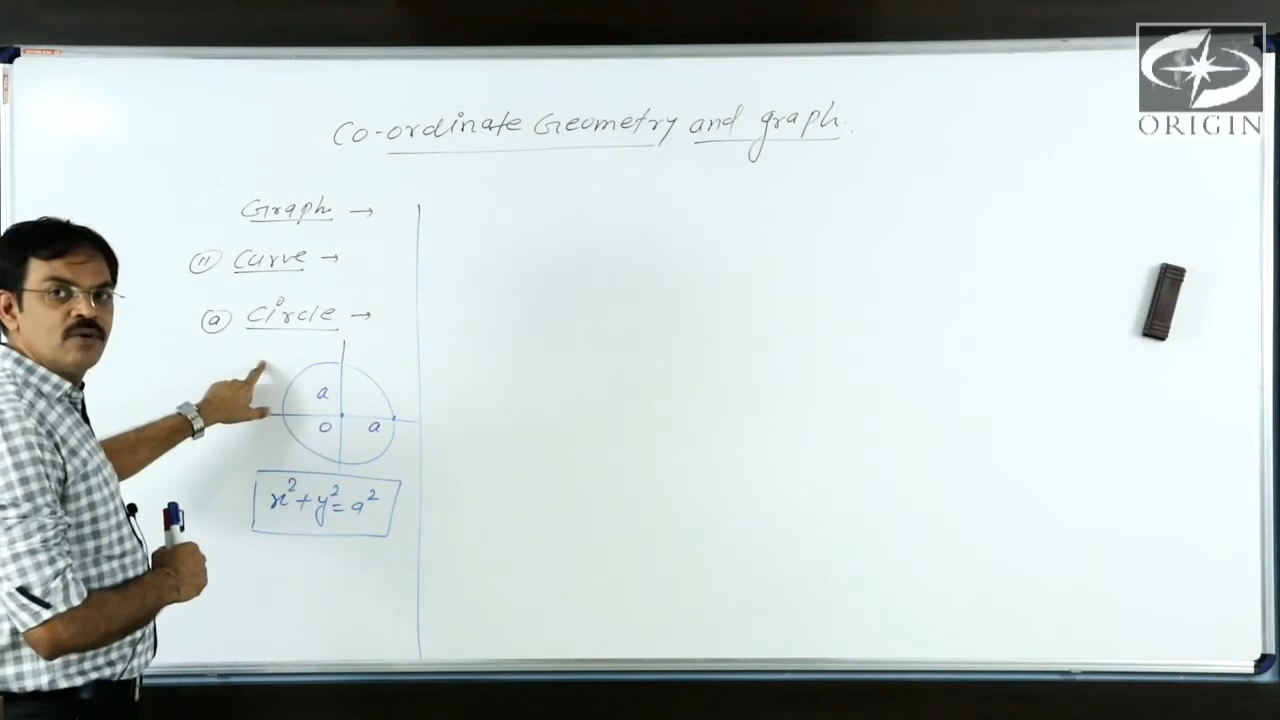 ORIGIN
Co-ordinate Geometry and graph.
Graph →
(ii) Curve →
(a) Circle →
a
o a
x² + y² = a²